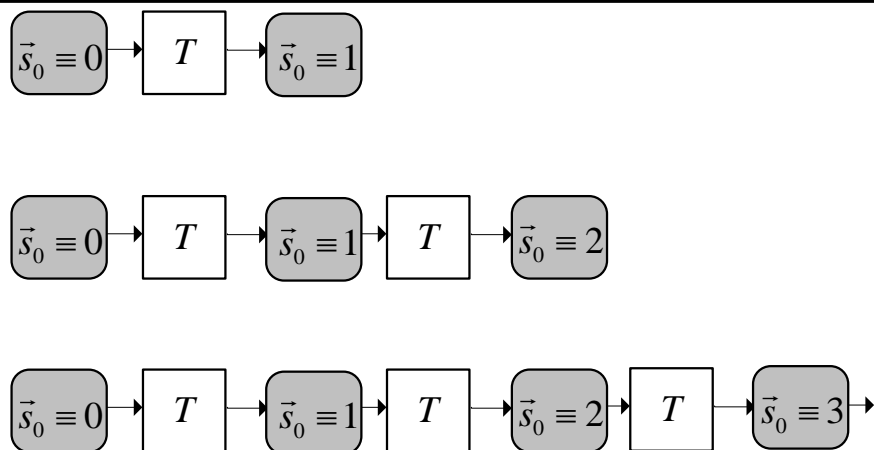 s⃗₀ ≡ 0 T s⃗₀ ≡ 1
s⃗₀ ≡ 0 T s⃗₀ ≡ 1 T s⃗₀ ≡ 2
s⃗₀ ≡ 0 T s⃗₀ ≡ 1 T s⃗₀ ≡ 2 T s⃗₀ ≡ 3